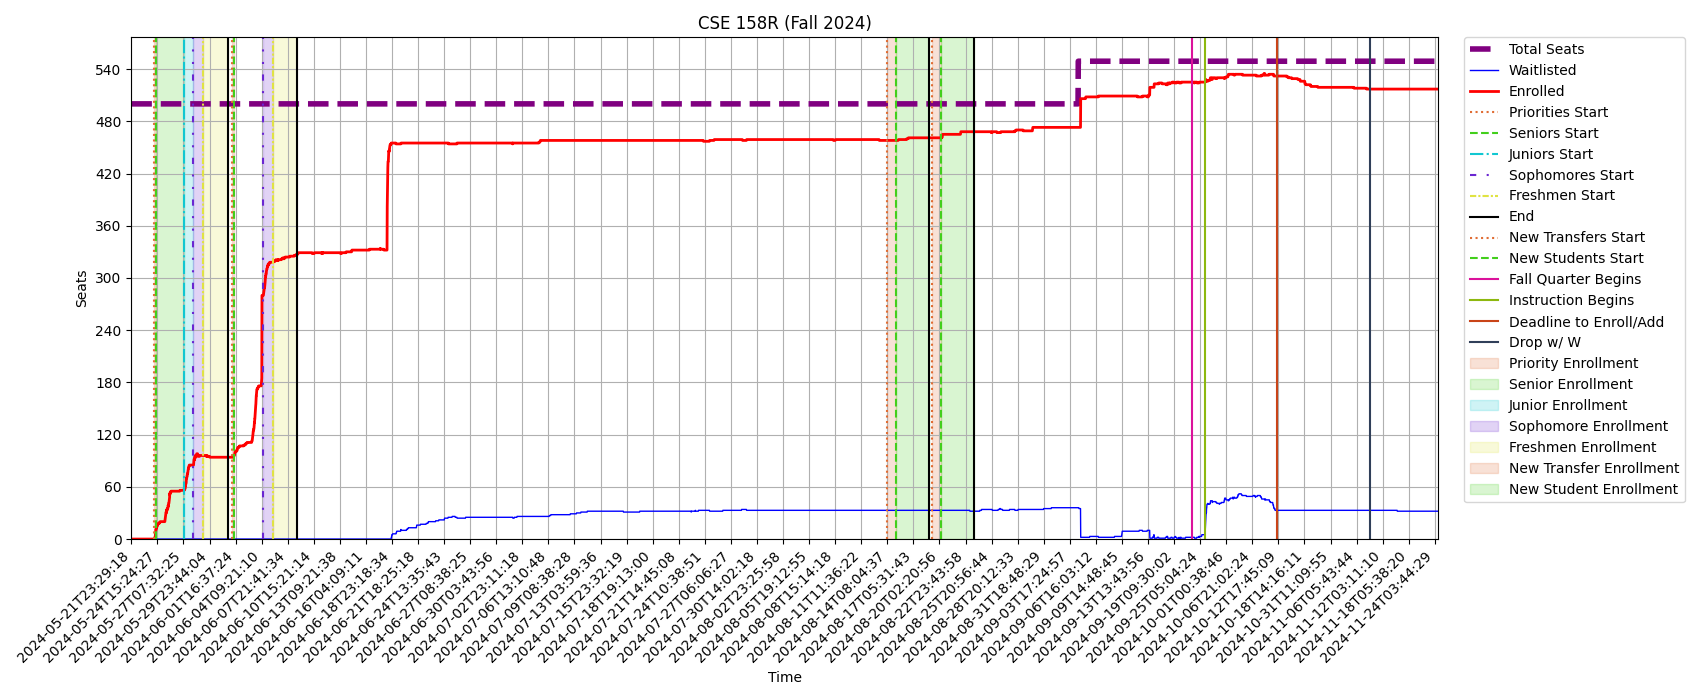 CSE 158R (Fall 2024)
Seats
540
480
420
360
300
240
180
120
60
0
2024-05-21T23:29:18
2024-05-24T15:24:27
2024-05-27T07:32:25
2024-05-29T23:44:04
2024-06-01T16:37:24
2024-06-04T09:21:10
2024-06-07T21:41:34
2024-06-10T15:21:14
2024-06-13T09:21:38
2024-06-16T04:09:11
2024-06-18T23:18:34
2024-06-21T18:25:18
2024-06-24T13:35:43
2024-06-27T08:38:25
2024-06-30T03:43:56
2024-07-02T23:11:18
2024-07-06T13:10:48
2024-07-09T08:38:28
2024-07-13T03:59:36
2024-07-15T23:32:19
2024-07-18T19:13:00
2024-07-21T14:45:08
2024-07-24T10:38:51
2024-07-27T06:06:27
2024-07-30T14:02:18
2024-08-02T23:25:58
2024-08-05T19:12:55
2024-08-08T15:14:18
2024-08-11T11:36:22
2024-08-14T08:04:37
2024-08-17T05:31:43
2024-08-20T02:20:56
2024-08-22T23:43:58
2024-08-25T20:56:44
2024-08-28T20:12:33
2024-08-31T18:48:29
2024-09-03T17:24:57
2024-09-06T16:03:12
2024-09-09T14:48:45
2024-09-13T13:43:56
2024-09-19T09:30:02
2024-09-25T05:04:24
2024-10-01T00:38:46
2024-10-06T21:02:24
2024-10-12T17:45:09
2024-10-18T14:16:11
2024-10-31T11:09:55
2024-11-06T05:43:44
2024-11-12T03:11:10
2024-11-18T05:38:20
2024-11-24T03:44:29
Time
Total Seats
Waitlisted
Enrolled
Priorities Start
Seniors Start
Juniors Start
Sophomores Start
Freshmen Start
End
New Transfers Start
New Students Start
Fall Quarter Begins
Instruction Begins
Deadline to Enroll/Add
Drop w/ W
Priority Enrollment
Senior Enrollment
Junior Enrollment
Sophomore Enrollment
Freshmen Enrollment
New Transfer Enrollment
New Student Enrollment